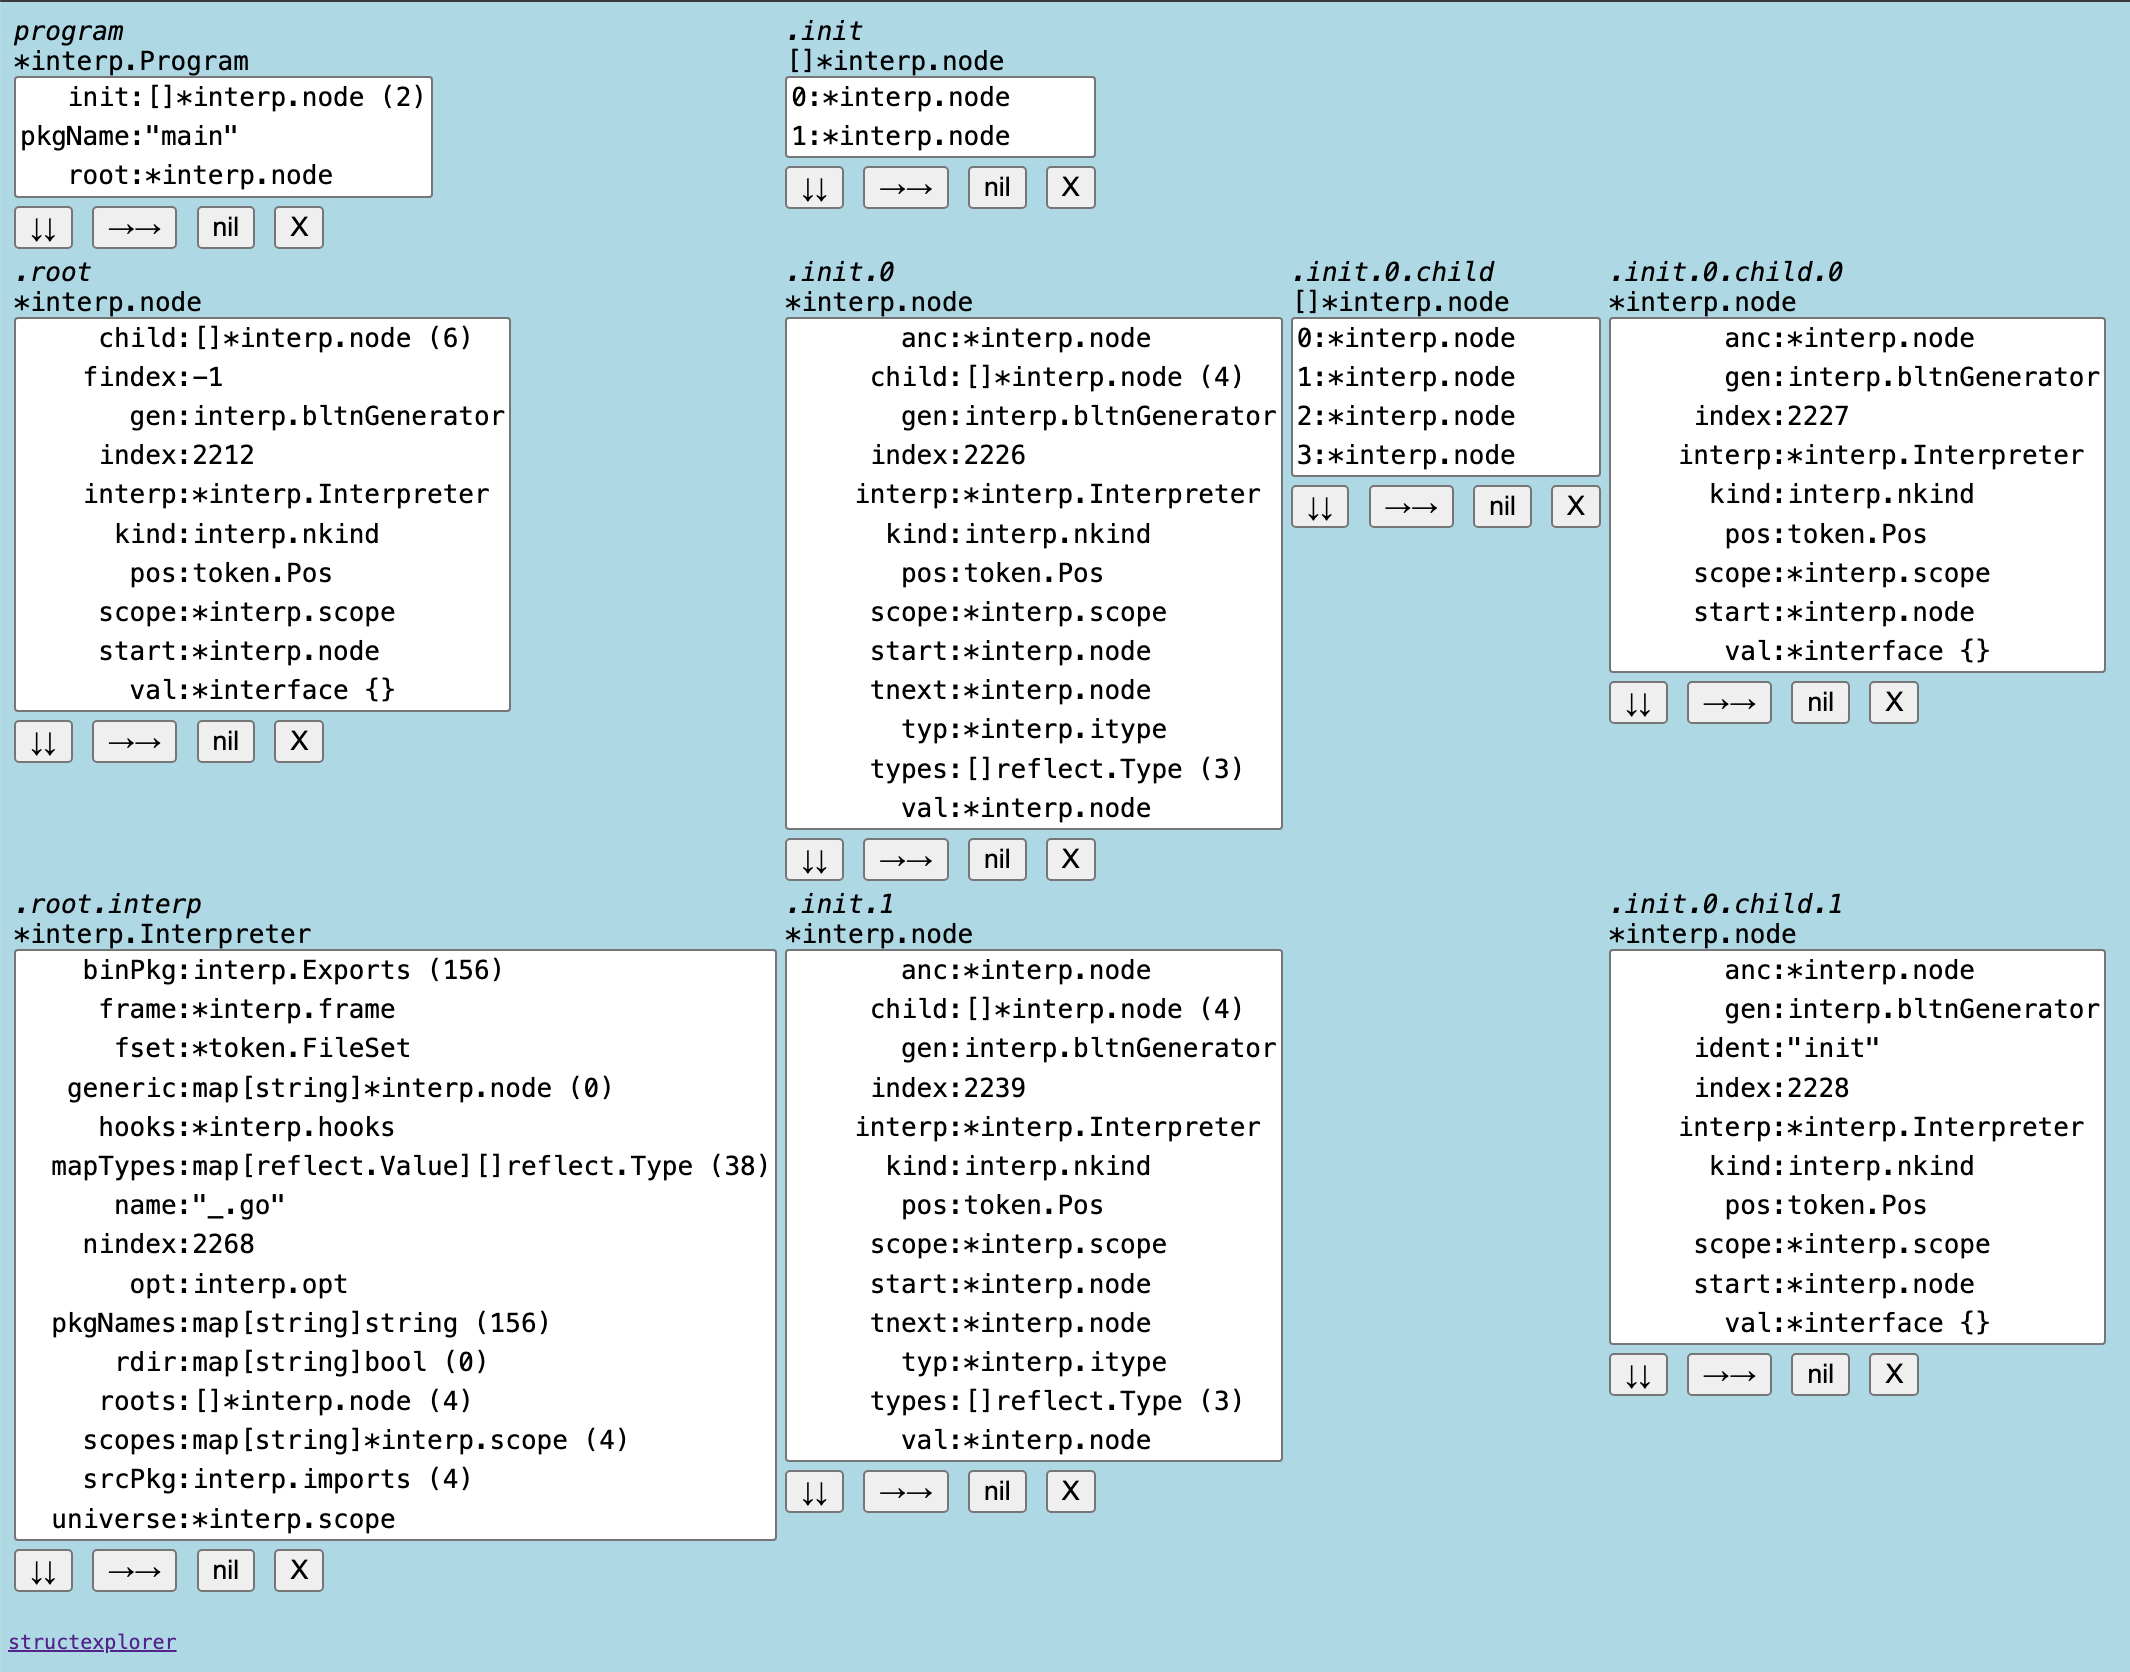 program
*interp.Program
init:[]*interp.node (2)
pkgName:"main"
root:*interp.node
↓↓ →→ nil X
.init
[]*interp.node
0:*interp.node
1:*interp.node
↓↓ →→ nil X
.root
*interp.node
child:[]*interp.node (6)
findex:-1
gen:interp.bltnGenerator
index:2212
interp:*interp.Interpreter
kind:interp.nkind
pos:token.Pos
scope:*interp.scope
start:*interp.node
val:*interface {}
↓↓ →→ nil X
.init.0
*interp.node
anc:*interp.node
child:[]*interp.node (4)
gen:interp.bltnGenerator
index:2226
interp:*interp.Interpreter
kind:interp.nkind
pos:token.Pos
scope:*interp.scope
start:*interp.node
tnext:*interp.node
typ:*interp.itype
types:[]reflect.Type (3)
val:*interp.node
↓↓ →→ nil X
.init.0.child
[]*interp.node
0:*interp.node
1:*interp.node
2:*interp.node
3:*interp.node
↓↓ →→ nil X
.init.0.child.0
*interp.node
anc:*interp.node
gen:interp.bltnGenerator
index:2227
interp:*interp.Interpreter
kind:interp.nkind
pos:token.Pos
scope:*interp.scope
start:*interp.node
val:*interface {}
↓↓ →→ nil X
.root.interp
*interp.Interpreter
binPkg:interp.Exports (156)
frame:*interp.frame
fset:*token.FileSet
generic:map[string]*interp.node (0)
hooks:*interp.hooks
mapTypes:map[reflect.Value][]reflect.Type (38)
name:"_.go"
nindex:2268
opt:interp.opt
pkgNames:map[string]string (156)
rdir:map[string]bool (0)
roots:[]*interp.node (4)
scopes:map[string]*interp.scope (4)
srcPkg:interp.imports (4)
universe:*interp.scope
↓↓ →→ nil X
.init.1
*interp.node
anc:*interp.node
child:[]*interp.node (4)
gen:interp.bltnGenerator
index:2239
interp:*interp.Interpreter
kind:interp.nkind
pos:token.Pos
scope:*interp.scope
start:*interp.node
tnext:*interp.node
typ:*interp.itype
types:[]reflect.Type (3)
val:*interp.node
↓↓ →→ nil X
.init.0.child.1
*interp.node
anc:*interp.node
gen:interp.bltnGenerator
ident:"init"
index:2228
interp:*interp.Interpreter
kind:interp.nkind
pos:token.Pos
scope:*interp.scope
start:*interp.node
val:*interface {}
↓↓ →→ nil X
structexplorer